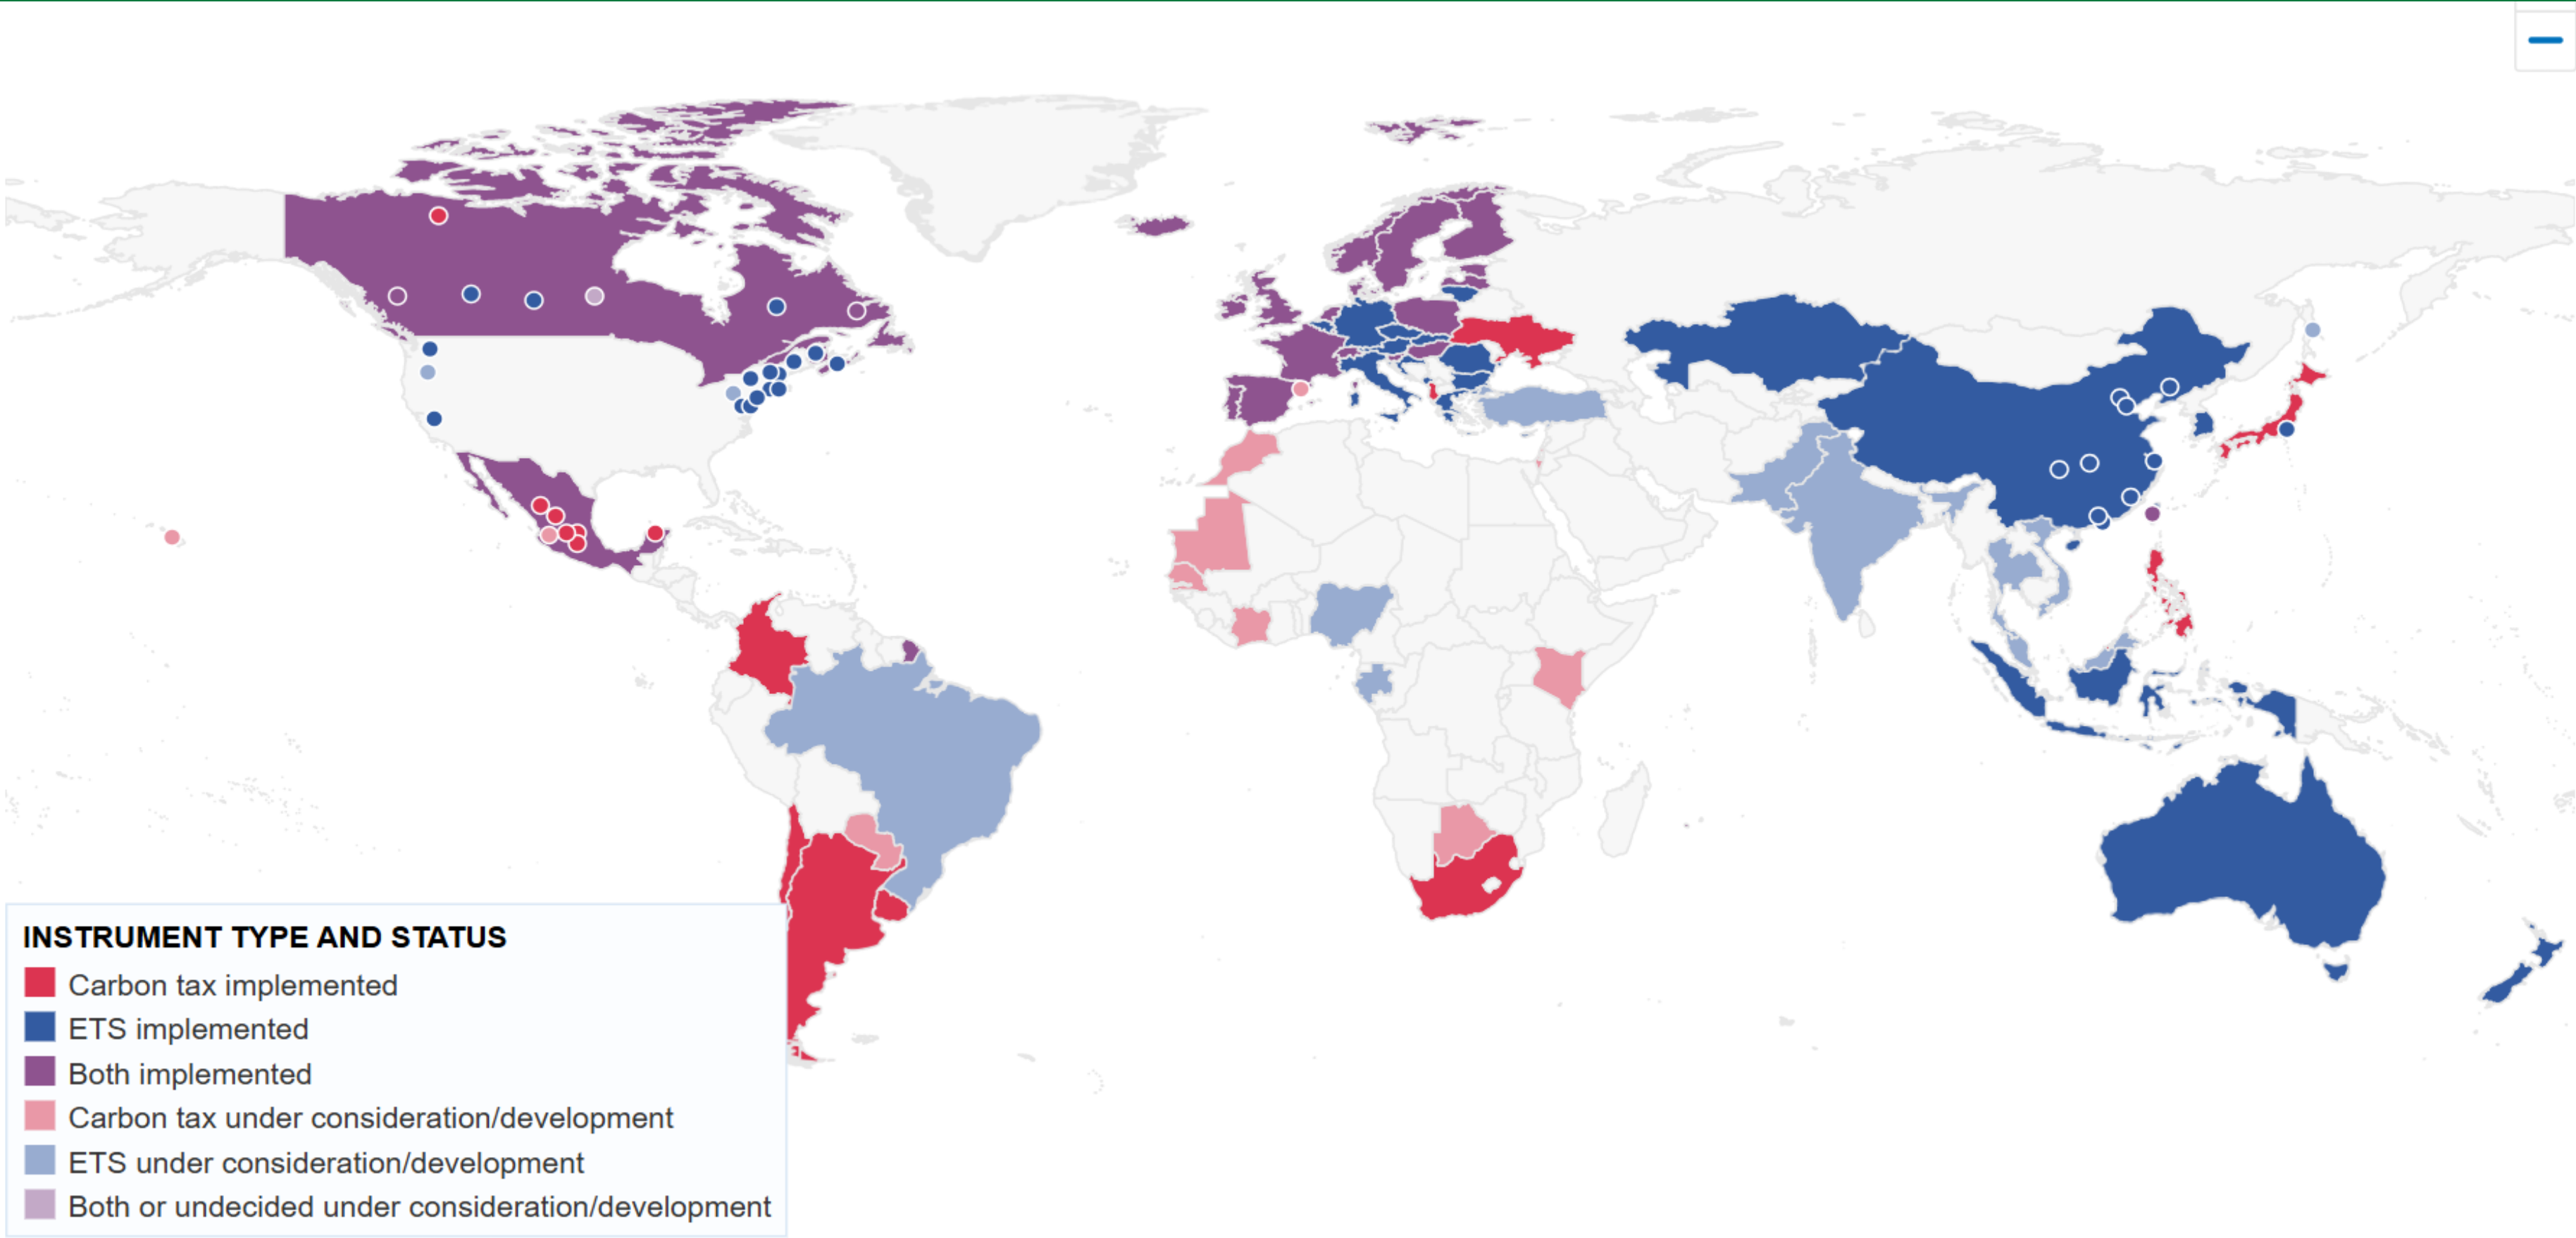 INSTRUMENT TYPE AND STATUS
Carbon tax implemented
ETS implemented
Both implemented
Carbon tax under consideration/development
ETS under consideration/development
Both or undecided under consideration/development